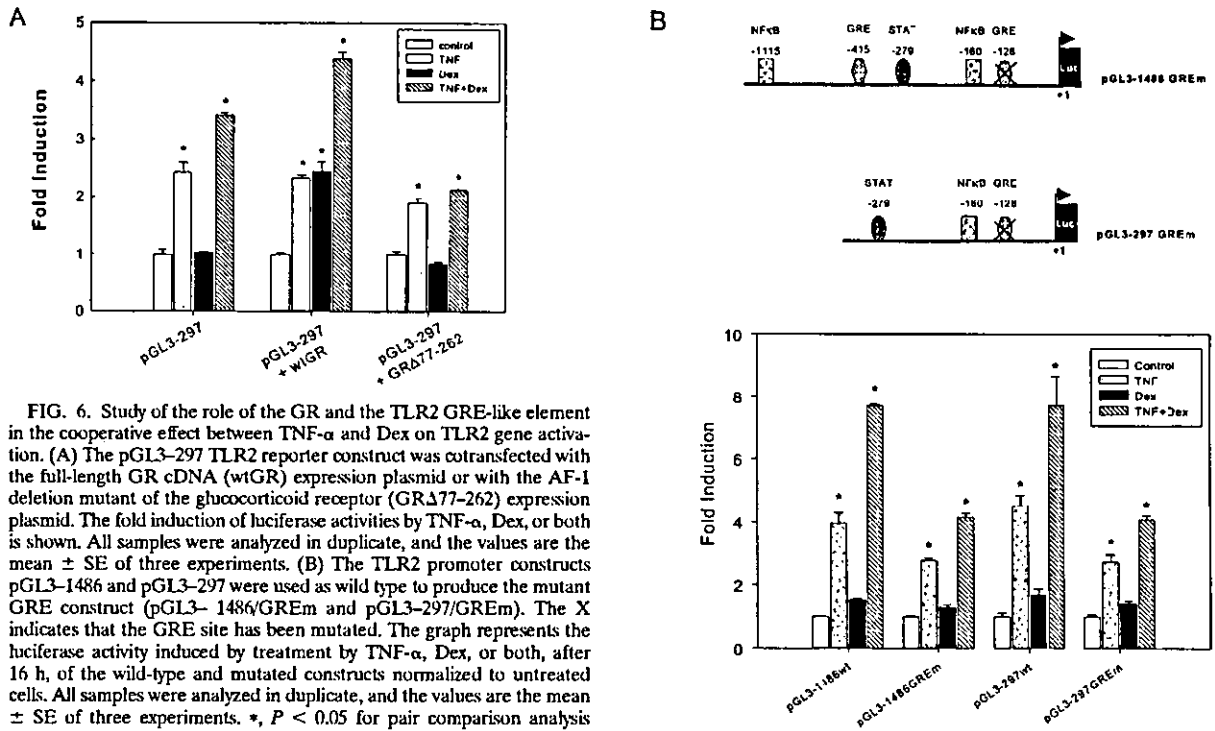 A
Fold Induction
5
4
3
2
1
0
control
TNF
Dex
TNF+Dex
* * * * * * *
pGL3-297
pGL3-297
+ wtGR
pGL3-297
+ GRΔ77-262
FIG. 6. Study of the role of the GR and the TLR2 GRE-like element
in the cooperative effect between TNF-α and Dex on TLR2 gene activa-
tion. (A) The pGL3–297 TLR2 reporter construct was cotransfected with
the full-length GR cDNA (wtGR) expression plasmid or with the AF-1
deletion mutant of the glucocorticoid receptor (GRΔ77–262) expression
plasmid. The fold induction of luciferase activities by TNF-α, Dex, or both
is shown. All samples were analyzed in duplicate, and the values are the
mean ± SE of three experiments. (B) The TLR2 promoter constructs
pGL3–1486 and pGL3–297 were used as wild type to produce the mutant
GRE construct (pGL3– 1486/GREm and pGL3–297/GREm). The X
indicates that the GRE site has been mutated. The graph represents the
luciferase activity induced by treatment by TNF-α, Dex, or both, after
16 h, of the wild-type and mutated constructs normalized to untreated
cells. All samples were analyzed in duplicate, and the values are the mean
± SE of three experiments. *, P < 0.05 for pair comparison analysis
B
NFκB GRE STAT NFκB GRE
-1115 -415 -279 -160 -128
Luc
pGL3-1486 GREm
+1
STAT NFκB GRE
-279 -160 -128
Luc
pGL3-297 GREm
+1
Fold Induction
10
8
6
4
2
0
Control
TNF
Dex
TNF+Dex
* * * * * * * *
pGL3-1486wt
pGL3-1486GREm
pGL3-297wt
pGL3-297GREm